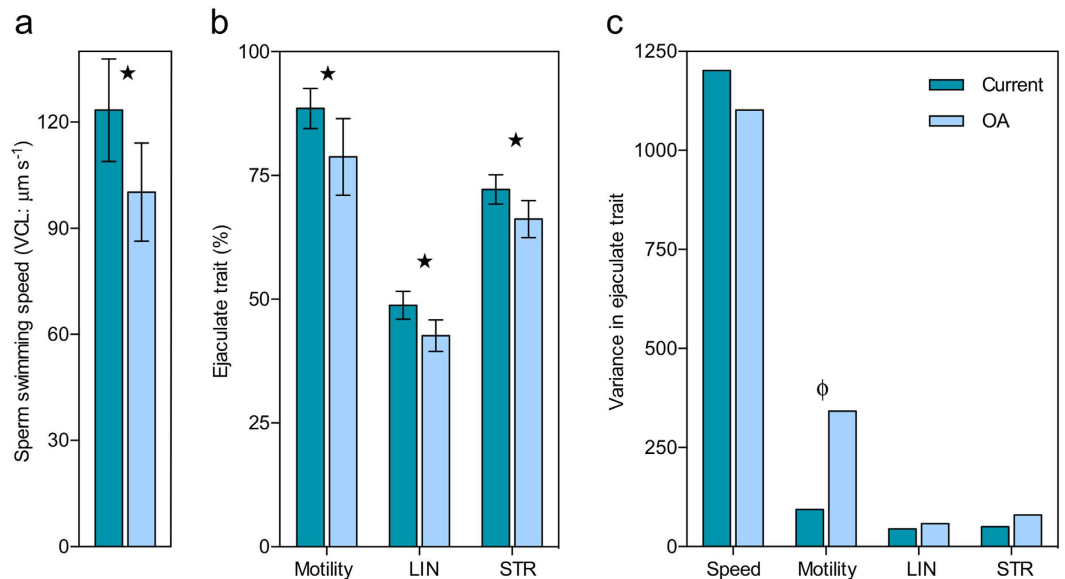 a
Sperm swimming speed (VCL: μm s⁻¹)
120
90
60
30
0
b
Ejaculate trait (%)
100
75
50
25
0
Motility LIN STR
c
Variance in ejaculate trait
1250
1000
750
500
250
0
Current
OA
ϕ
Speed Motility LIN STR